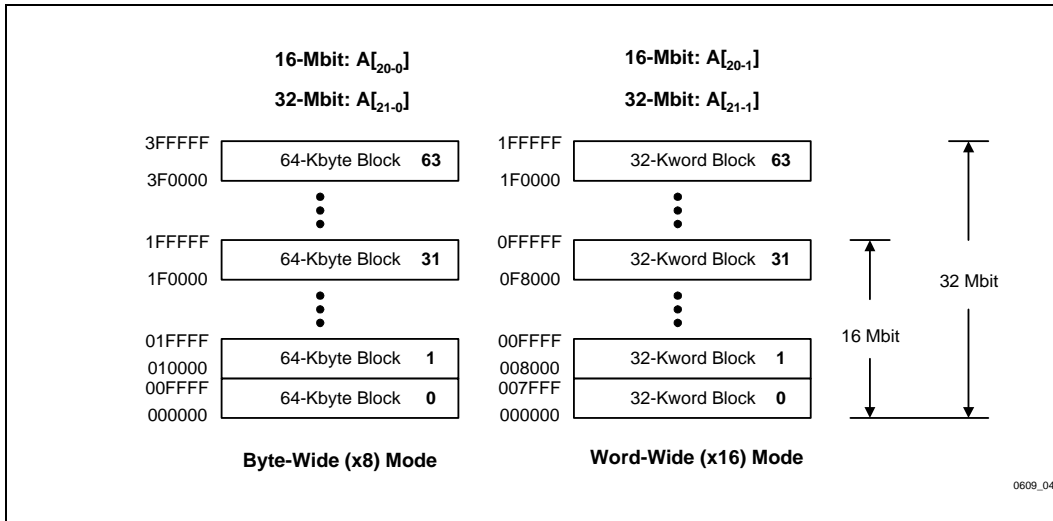 16-Mbit: A[20-0]
32-Mbit: A[21-0]
16-Mbit: A[20-1]
32-Mbit: A[21-1]
3FFFFF
64-Kbyte Block 63
3F0000
1FFFFF
32-Kword Block 63
1F0000
1FFFFF
64-Kbyte Block 31
1F0000
0FFFFF
32-Kword Block 31
0F8000
32 Mbit
16 Mbit
01FFFF
64-Kbyte Block 1
010000
00FFFF
64-Kbyte Block 0
000000
00FFFF
32-Kword Block 1
008000
007FFF
32-Kword Block 0
000000
Byte-Wide (x8) Mode
Word-Wide (x16) Mode
0609_04